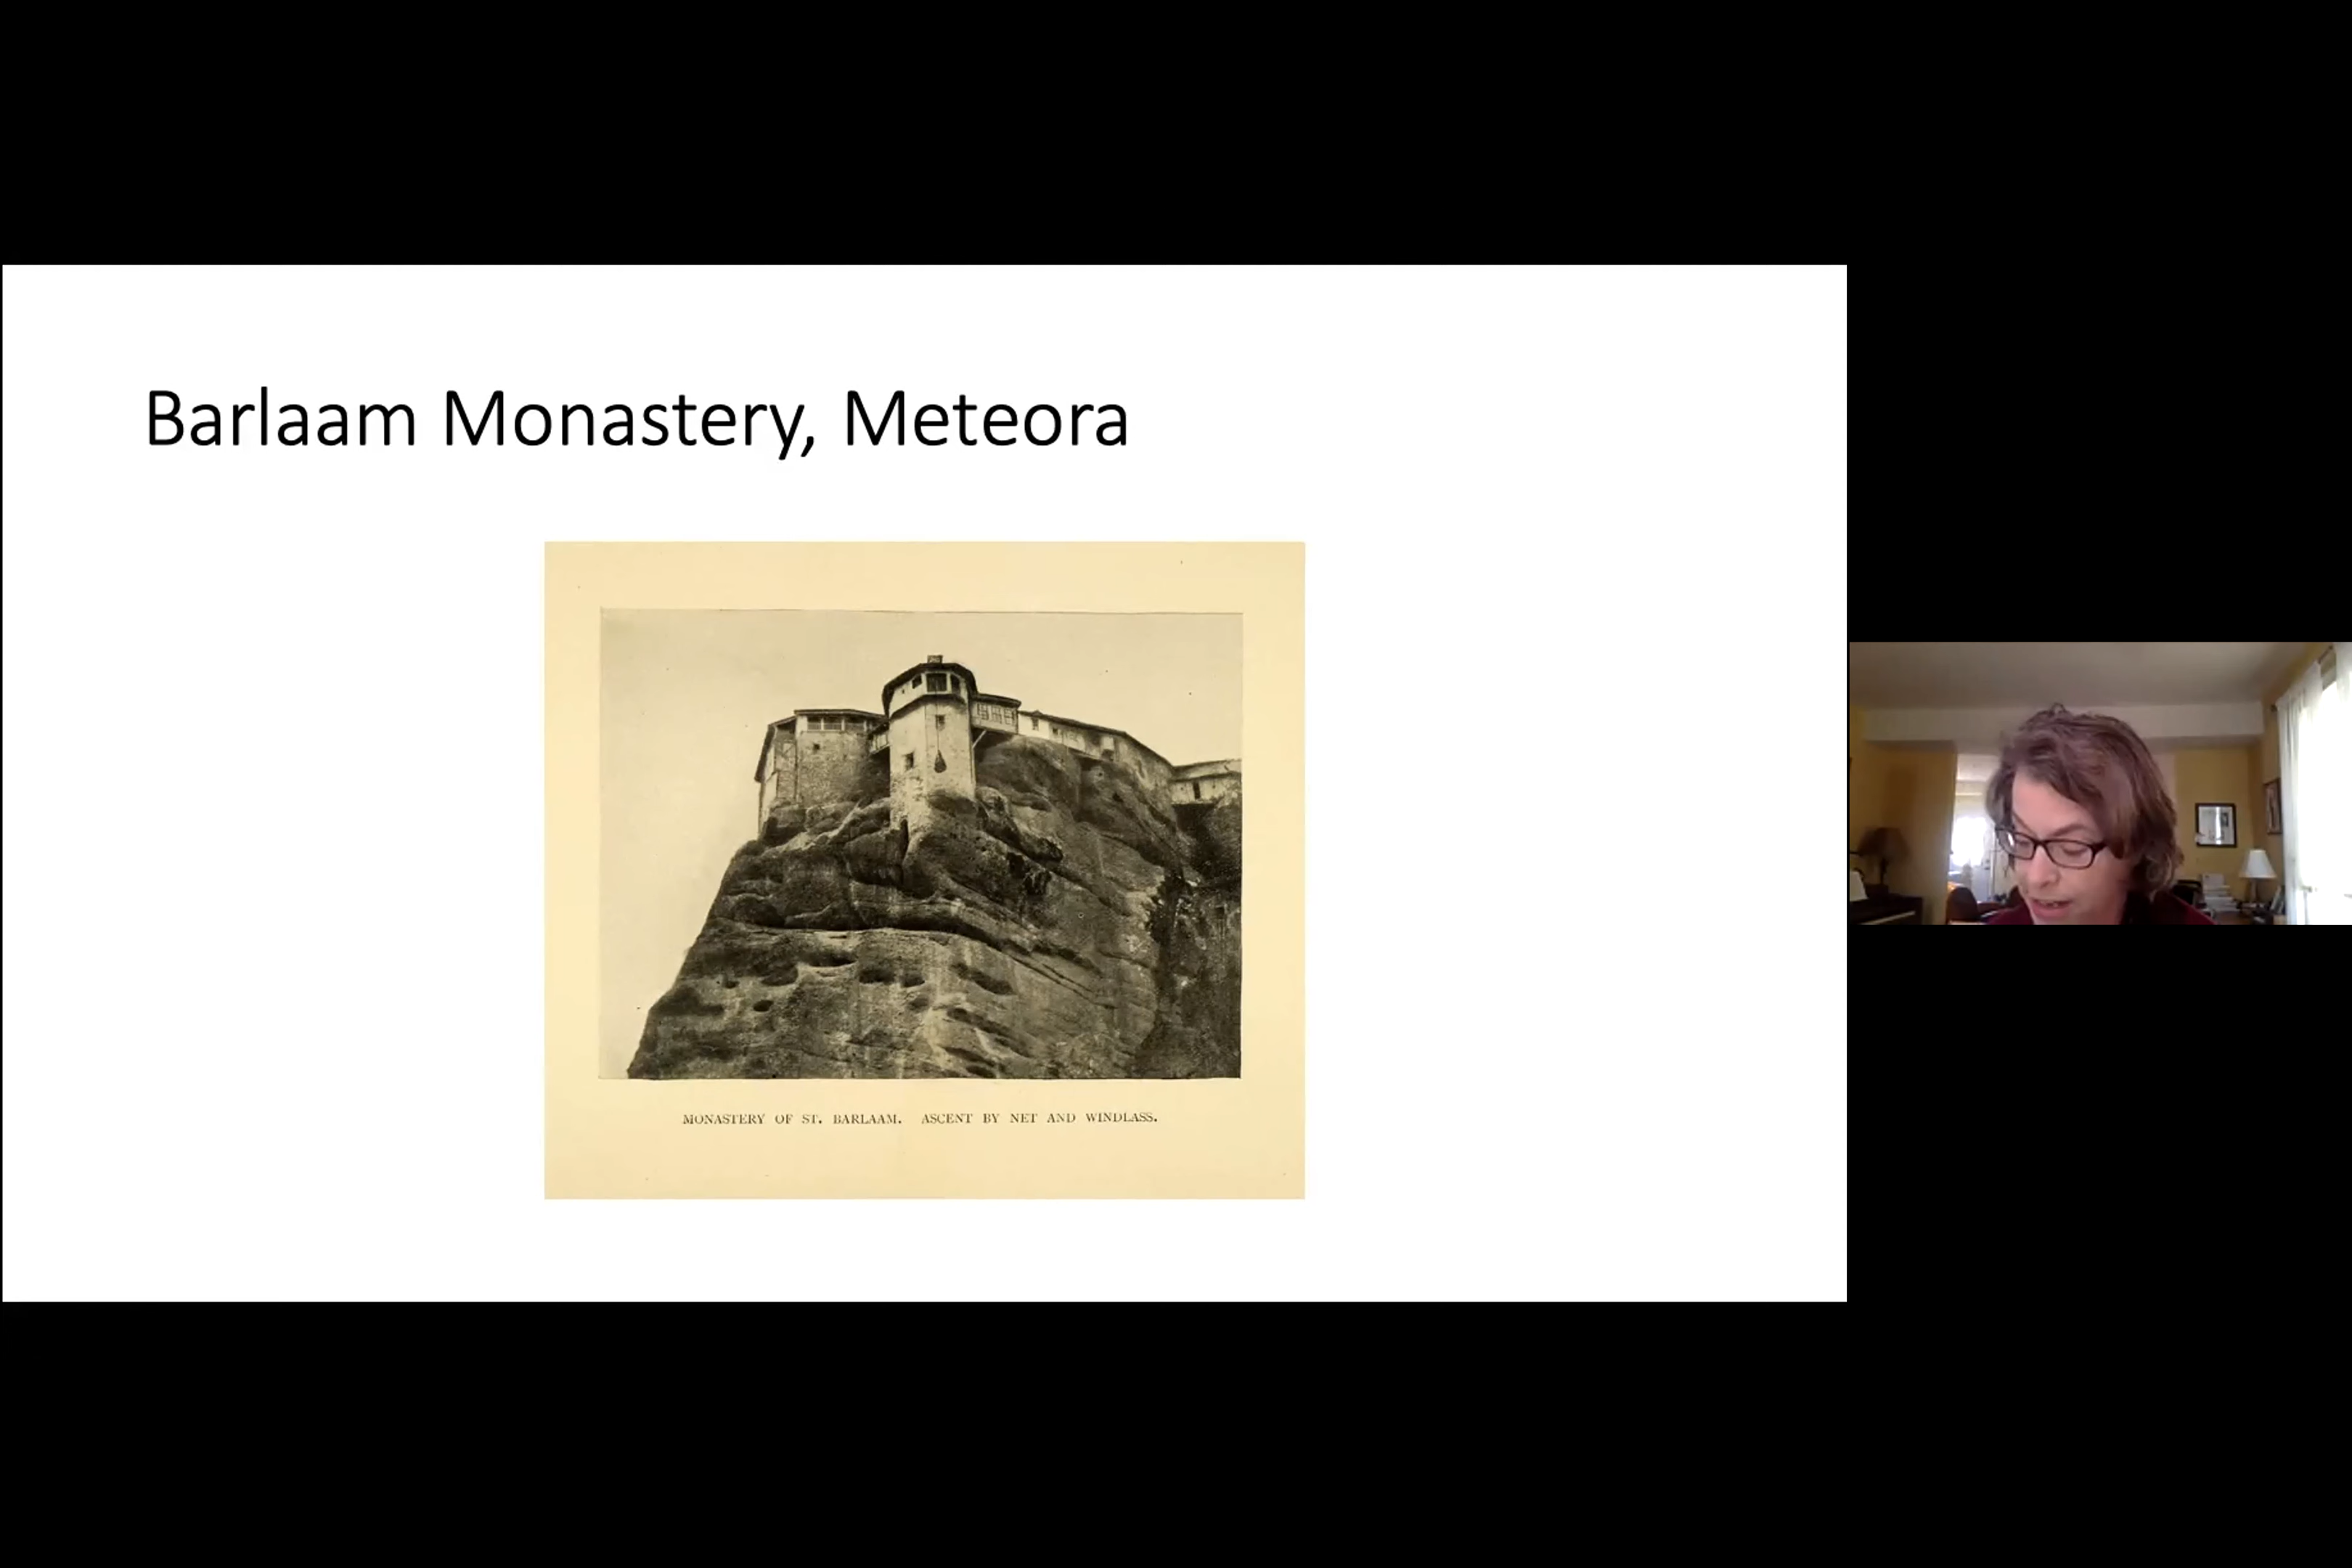 Barlaam Monastery, Meteora
MONASTERY OF ST. BARLAAM. ASCENT BY NET AND WINDLASS.